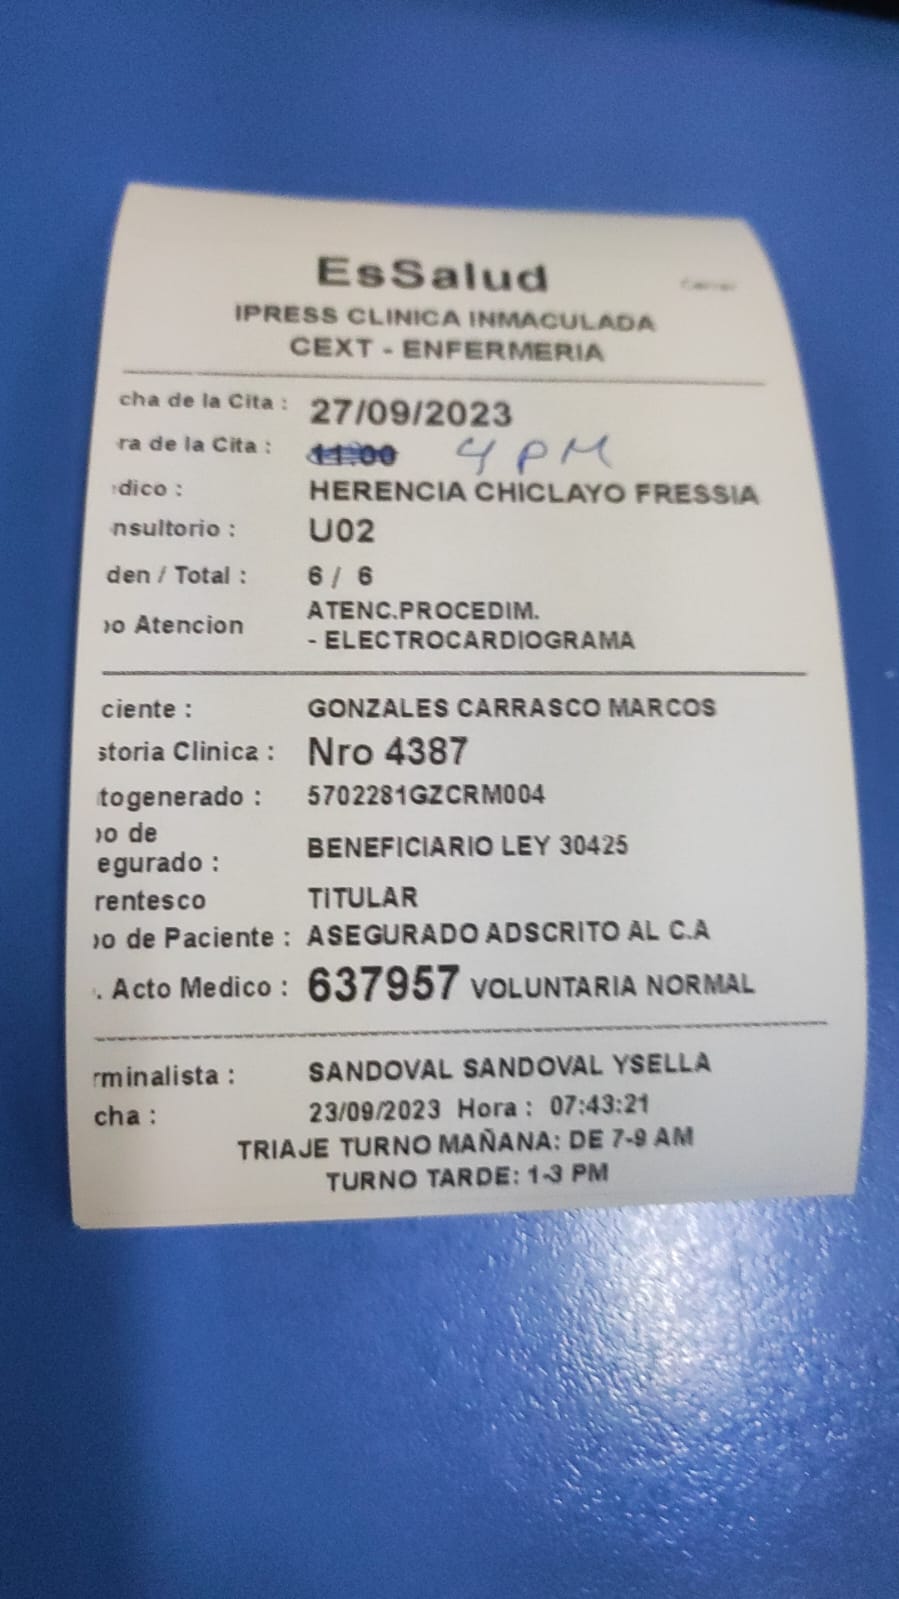 EsSalud
IPRESS CLINICA INMACULADA
CEXT - ENFERMERIA
cha de la Cita : 27/09/2023
ra de la Cita : 11:00 4 PM
dico : HERENCIA CHICLAYO FRESSIA
nsultorio : U02
den / Total : 6 / 6
o Atencion ATENC.PROCEDIM.
- ELECTROCARDIOGRAMA
ciente : GONZALES CARRASCO MARCOS
storia Clinica : Nro 4387
togenerado : 5702281GZCRM004
o de
egurado : BENEFICIARIO LEY 30425
rentesco TITULAR
o de Paciente : ASEGURADO ADSCRITO AL C.A
. Acto Medico : 637957 VOLUNTARIA NORMAL
rminalista : SANDOVAL SANDOVAL YSELLA
cha : 23/09/2023 Hora : 07:43:21
TRIAJE TURNO MAÑANA: DE 7-9 AM
TURNO TARDE: 1-3 PM